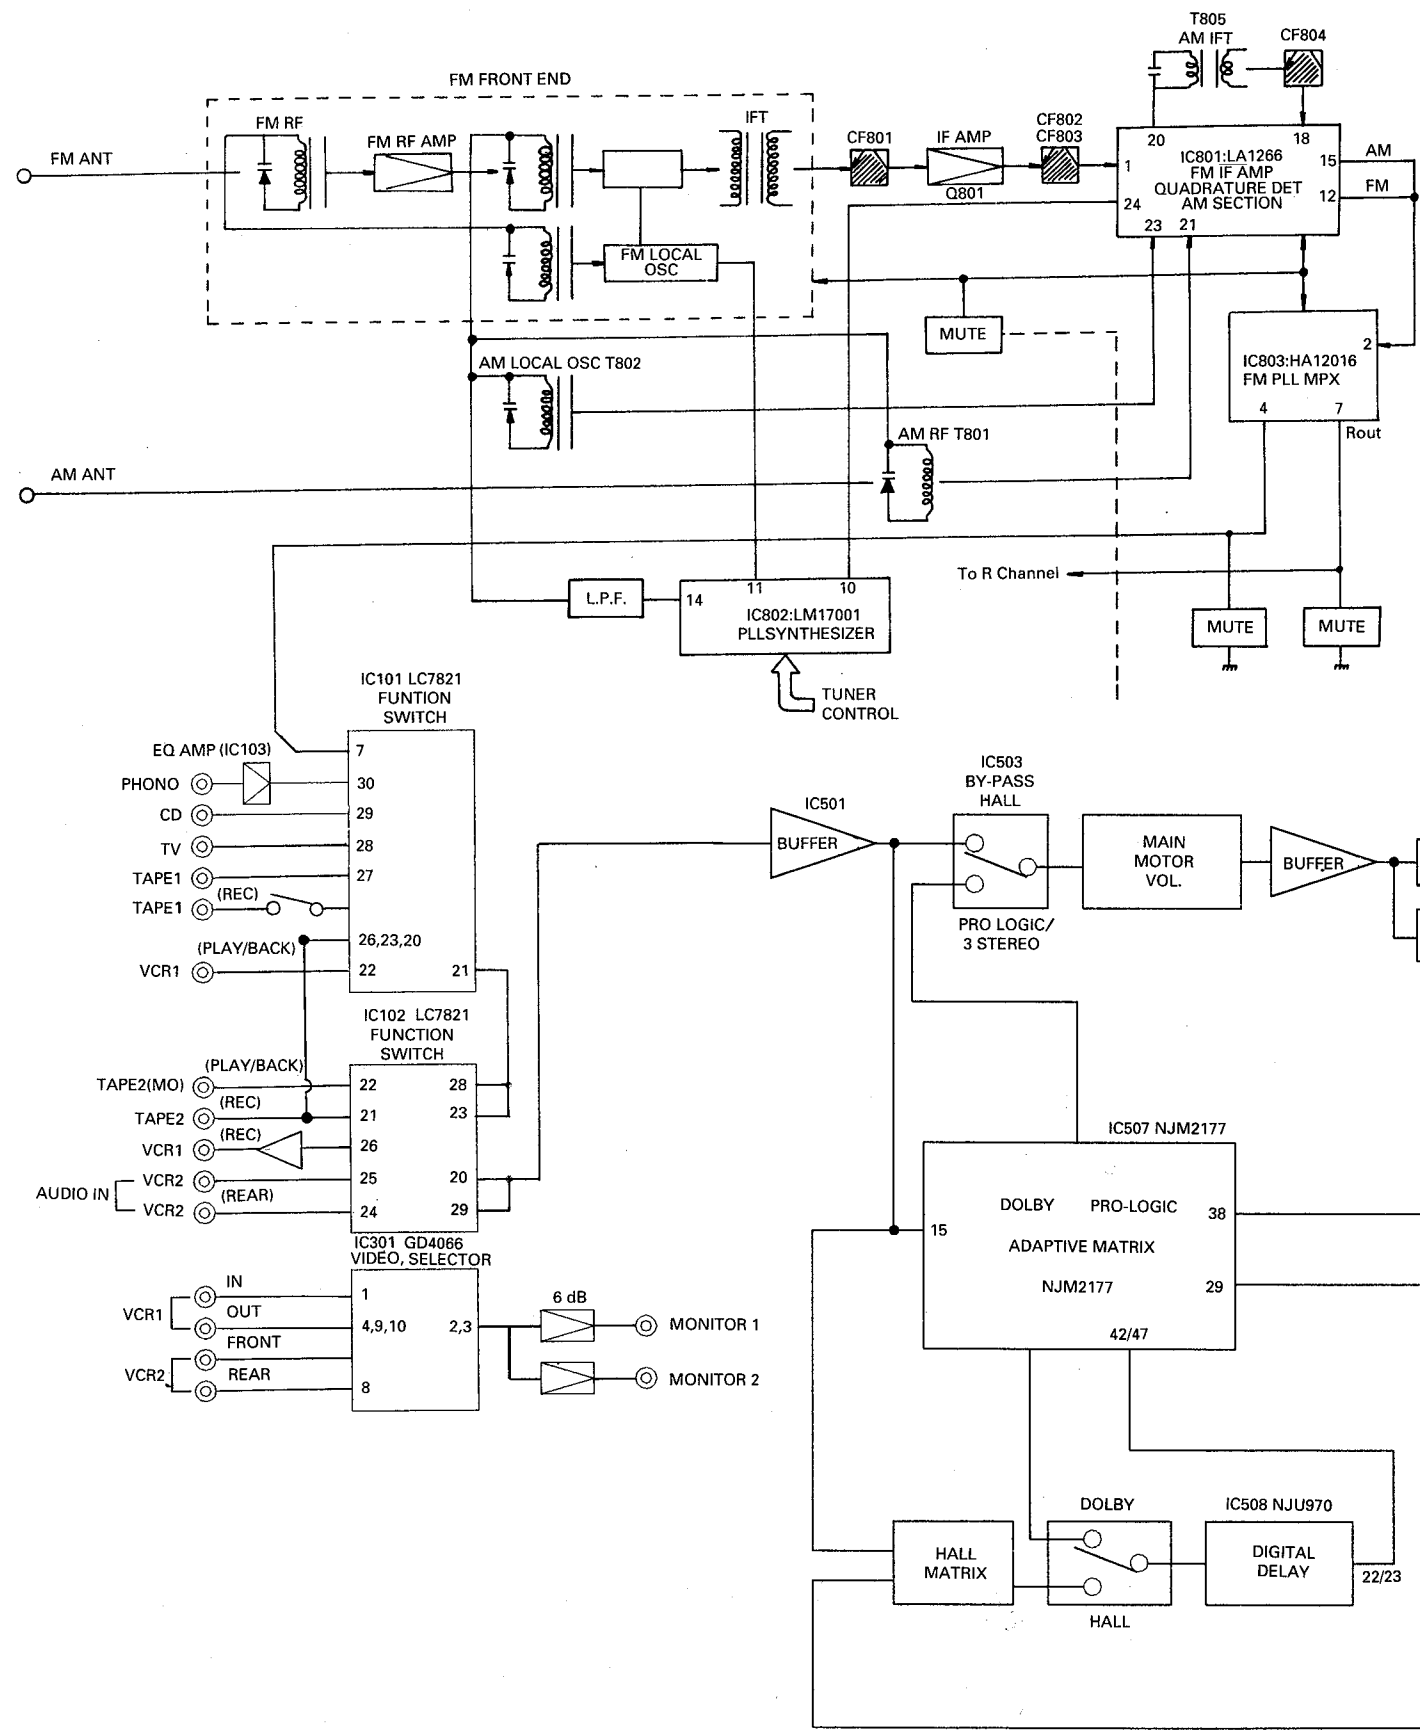 T805
AM IFT
CF804
FM FRONT END
FM RF
FM RF AMP
IFT
CF801
IF AMP
Q801
CF802
CF803
20
18
1
IC801:LA1266
FM IF AMP
QUADRATURE DET
AM SECTION
15
12
24
23
21
AM
FM
FM ANT
FM LOCAL
OSC
MUTE
2
IC803:HA12016
FM PLL MPX
4
7
Rout
AM LOCAL OSC T802
AM RF T801
AM ANT
To R Channel
MUTE
MUTE
L.P.F.
11
10
14
IC802:LM17001
PLLSYNTHESIZER
TUNER
CONTROL
IC101 LC7821
FUNTION
SWITCH
EQ AMP (IC103)
7
PHONO
30
CD
29
TV
28
TAPE1
27
TAPE1
(REC)
26,23,20
(PLAY/BACK)
VCR1
22
21
IC501
BUFFER
IC503
BY-PASS
HALL
PRO LOGIC/
3 STEREO
MAIN
MOTOR
VOL.
BUFFER
IC102 LC7821
FUNCTION
SWITCH
(PLAY/BACK)
TAPE2(MO)
22
28
(REC)
TAPE2
21
23
(REC)
VCR1
26
AUDIO IN
VCR2
25
20
(REAR)
VCR2
24
29
IC301 GD4066
VIDEO, SELECTOR
VCR1
IN
1
OUT
4,9,10
2,3
FRONT
VCR2
REAR
8
6 dB
MONITOR 1
MONITOR 2
IC507 NJM2177
DOLBY PRO-LOGIC
38
15
ADAPTIVE MATRIX
NJM2177
29
42/47
HALL
MATRIX
DOLBY
HALL
IC508 NJU970
DIGITAL
DELAY
22/23